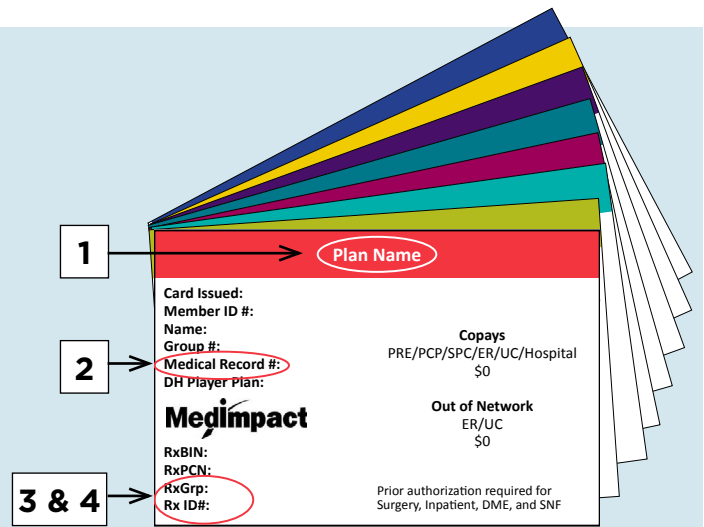 1
Plan Name
Card Issued:
Member ID #:
Name:
Group #:
2
Medical Record #:
DH Player Plan:
Medimpact
RxBIN:
RxPCN:
3 & 4
RxGrp:
Rx ID#:
Copays
PRE/PCP/SPC/ER/UC/Hospital
$0
Out of Network
ER/UC
$0
Prior authorization required for
Surgery, Inpatient, DME, and SNF